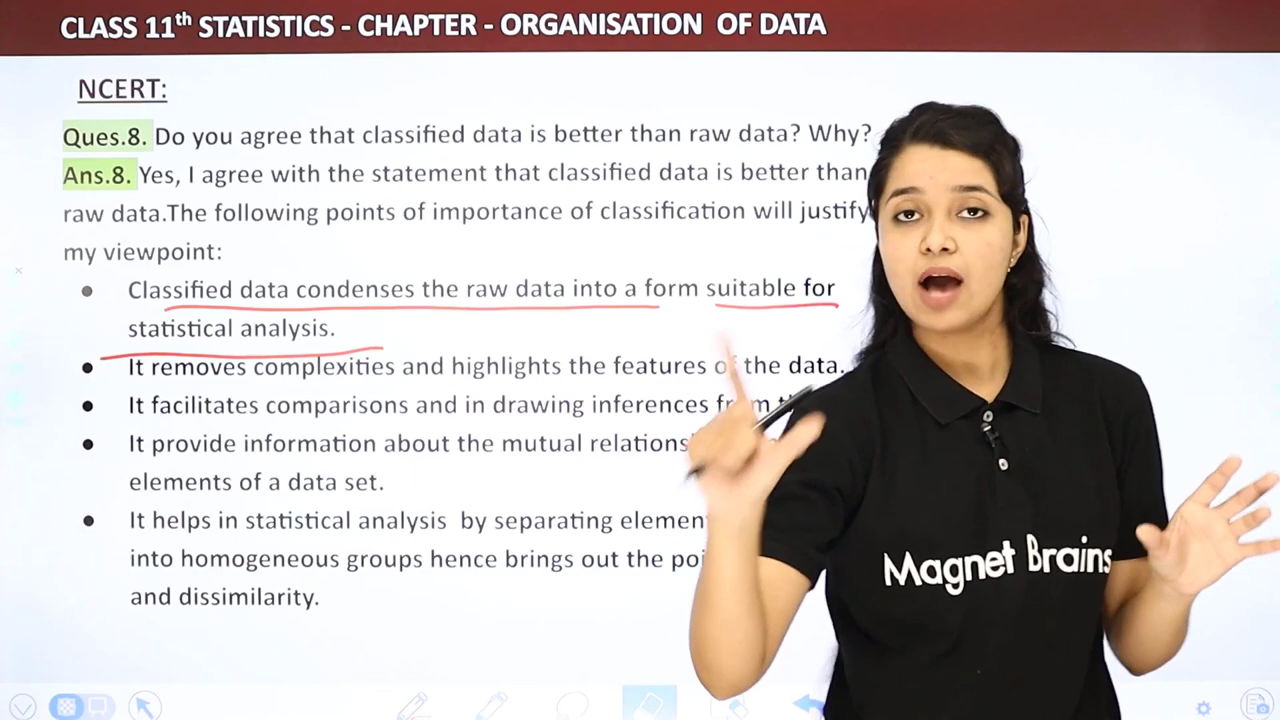 CLASS 11th STATISTICS - CHAPTER - ORGANISATION OF DATA
NCERT:
Ques.8. Do you agree that classified data is better than raw data? Why?
Ans.8. Yes, I agree with the statement that classified data is better than
raw data.The following points of importance of classification will justify
my viewpoint:
Classified data condenses the raw data into a form suitable for
statistical analysis.
It removes complexities and highlights the features of the data.
It facilitates comparisons and in drawing inferences from
It provide information about the mutual
elements of a data set.
It helps in statistical analysis by separating
into homogeneous groups hence brings out the
and dissimilarity.
Magnet Brains